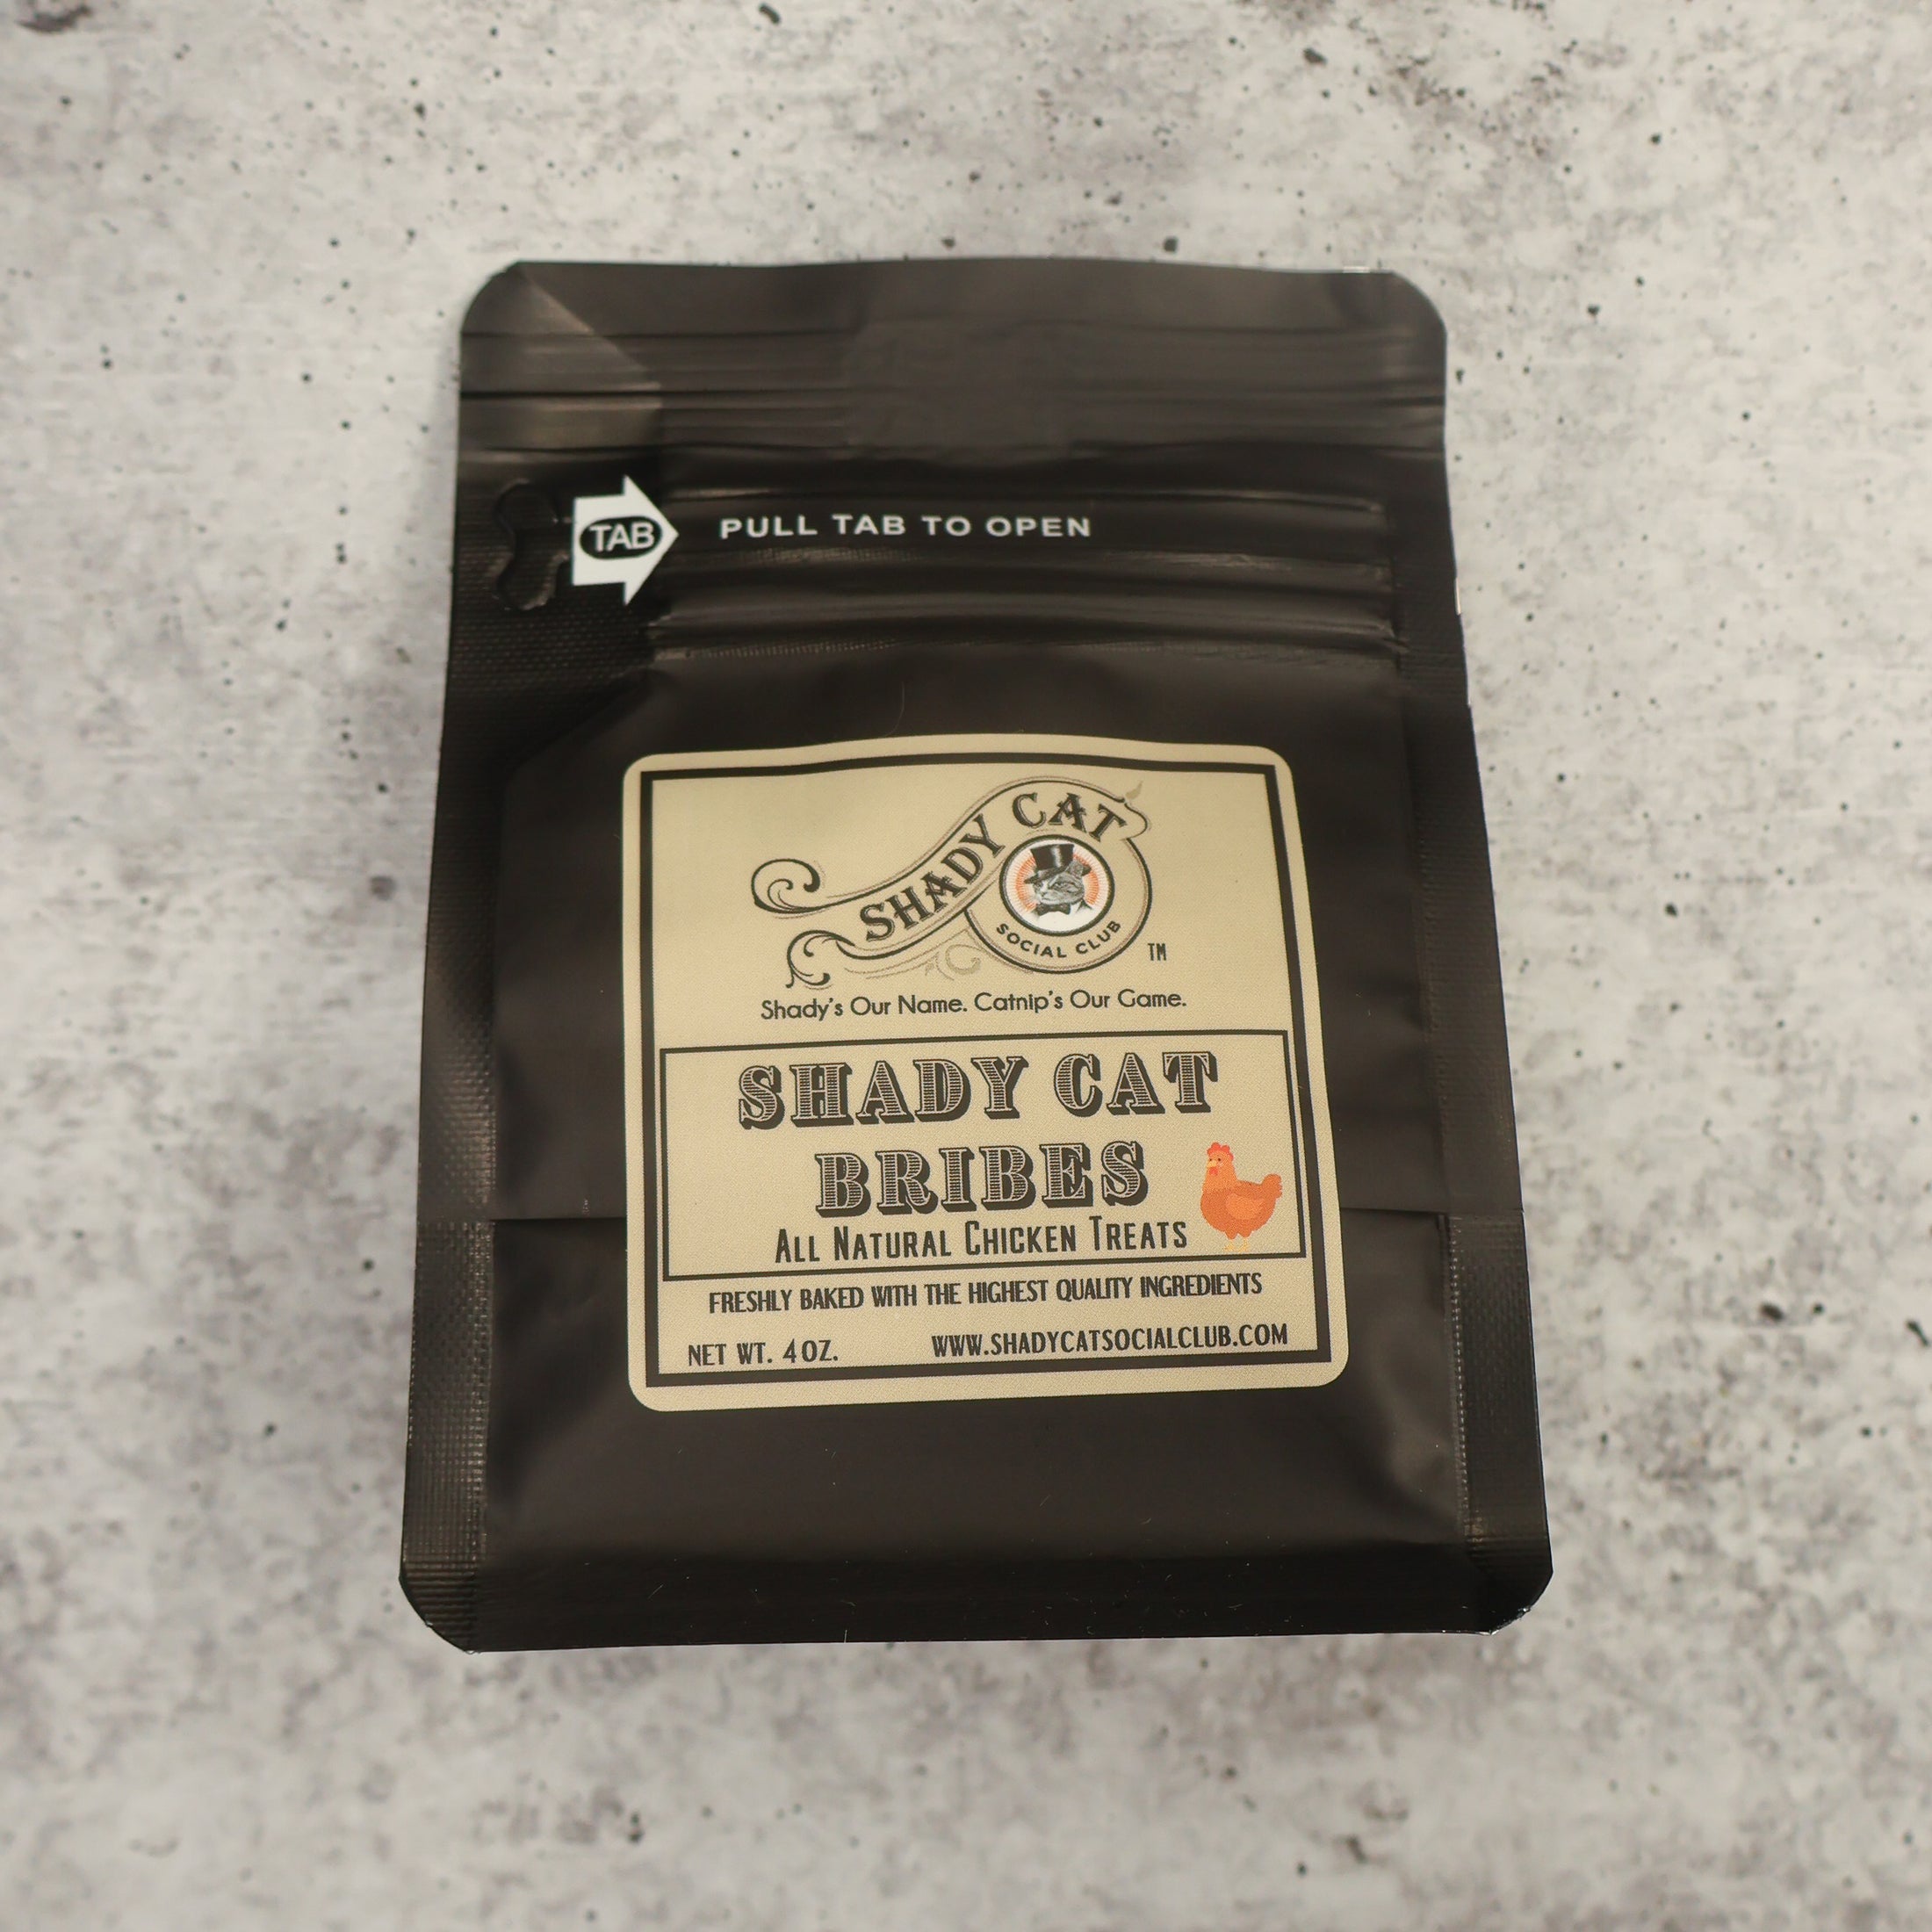 TAB
PULL TAB TO OPEN
SHADY CAT
SOCIAL CLUB
TM
Shady's Our Name. Catnip's Our Game.
SHADY CAT
BRIBES
ALL NATURAL CHICKEN TREATS
FRESHLY BAKED WITH THE HIGHEST QUALITY INGREDIENTS
NET WT. 4OZ. WWW.SHADYCATSOCIALCLUB.COM